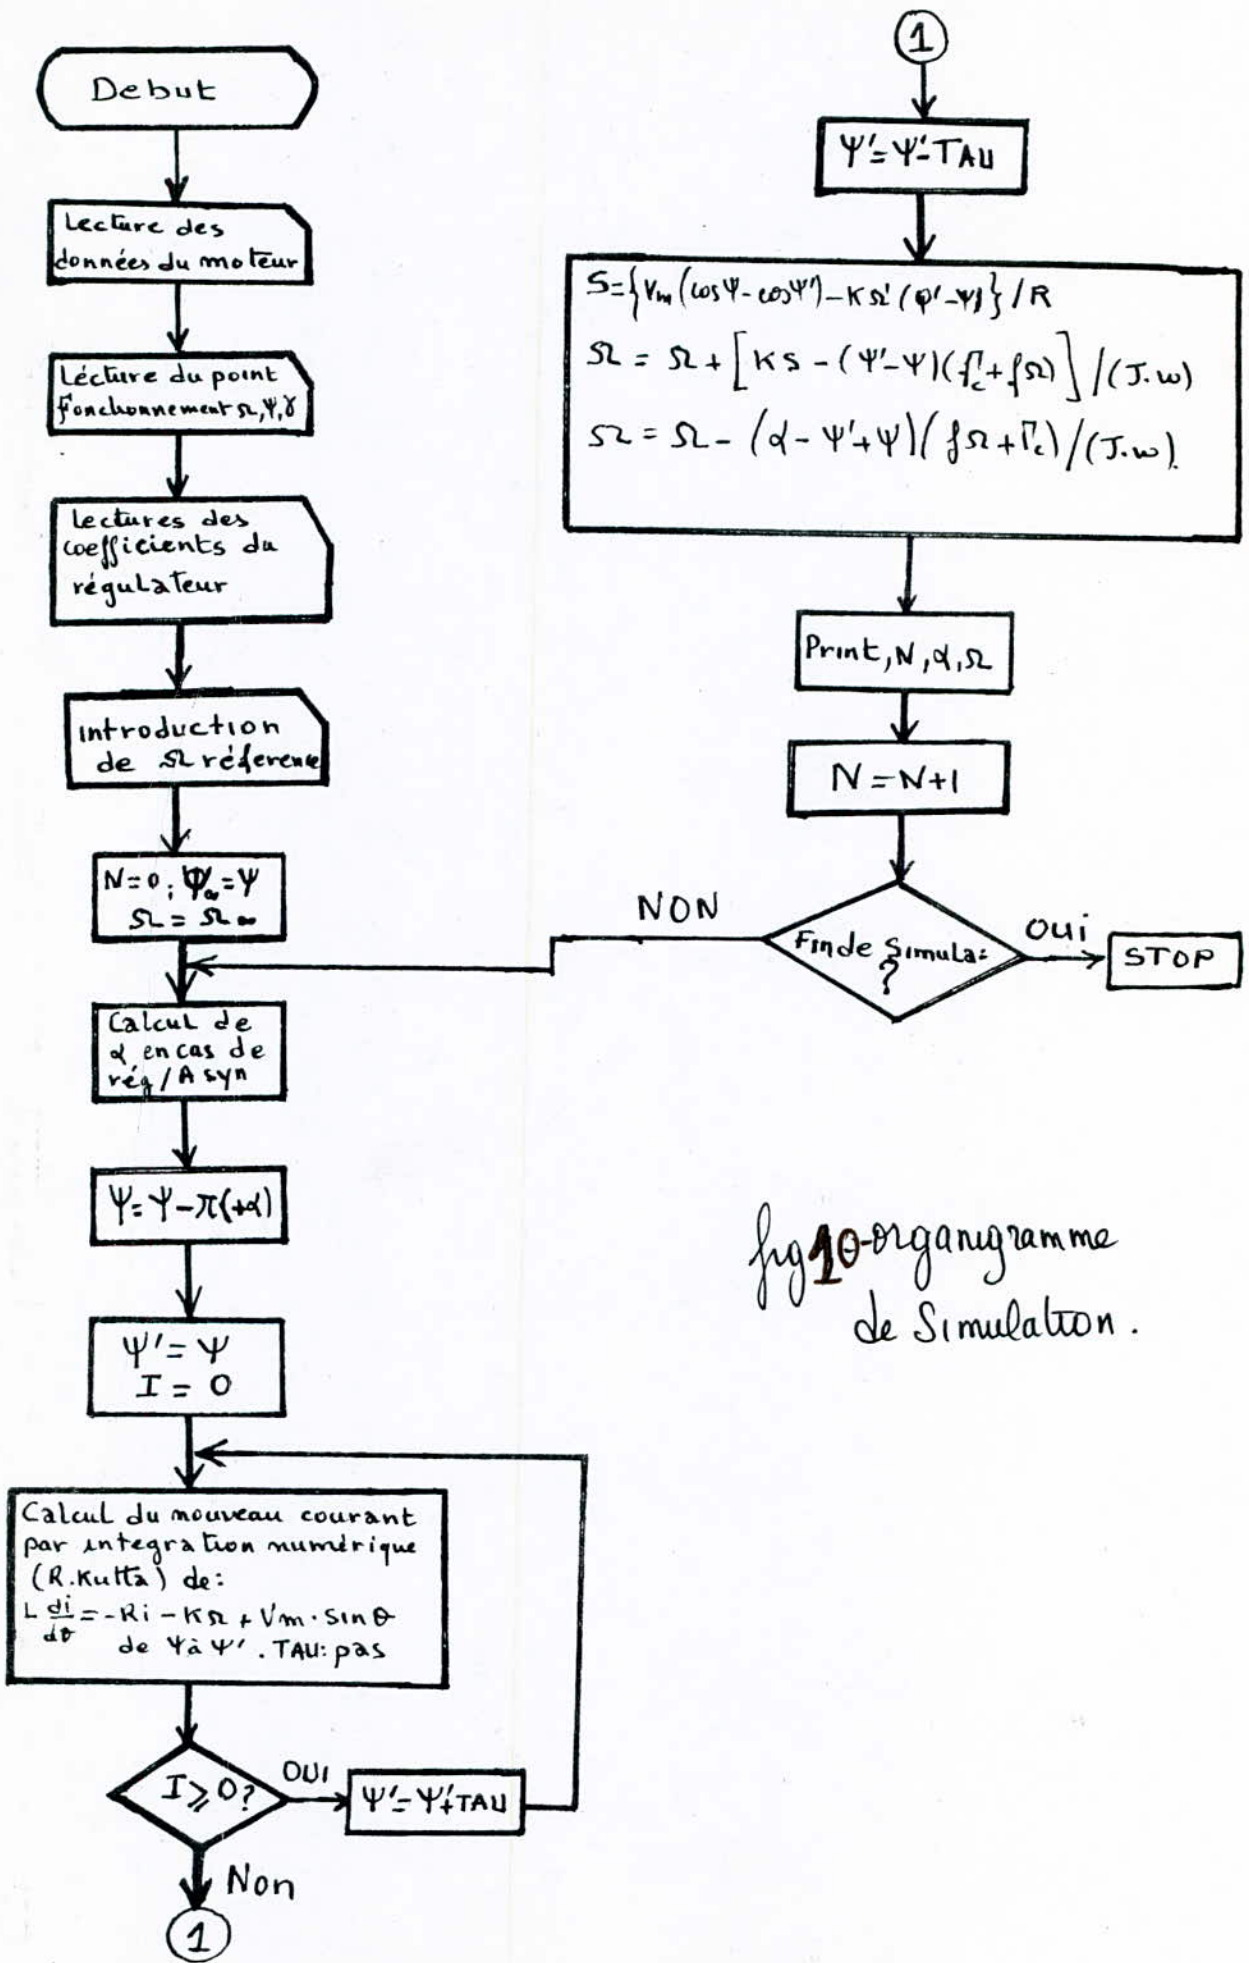 Debut
Lecture des
données du moteur
Lécture du point
Fonctionnement Ω, Ψ, γ
Lectures des
coefficients du
régulateur
introduction
de Ω réference
N=0; Ψ∞=Ψ
Ω = Ω∞
Calcul de
α en cas de
rég/Asyn
Ψ=Ψ-π(+α)
Ψ'=Ψ
I = 0
Calcul du nouveau courant
par integration numérique
(R.Kutta) de:
L di/dθ = -Ri - KΩ + Vm · sin θ
de Ψ à Ψ' . TAU: pas
I ≥ 0?
OUI
Ψ'=Ψ'+TAU
Non
1
1
Ψ'=Ψ'-TAU
S={Vm(cosΨ-cosΨ')-KΩ'(φ'-Ψ)}/R
Ω = Ω + [KS - (Ψ'-Ψ)(Γc+fΩ)]/(J.w)
Ω = Ω - (α - Ψ'+Ψ)(fΩ+Γc)/(J.w).
Print, N, α, Ω
N=N+1
NON
Fin de Simula:
?
OUI
STOP
fig 10-organigramme
de Simulation.